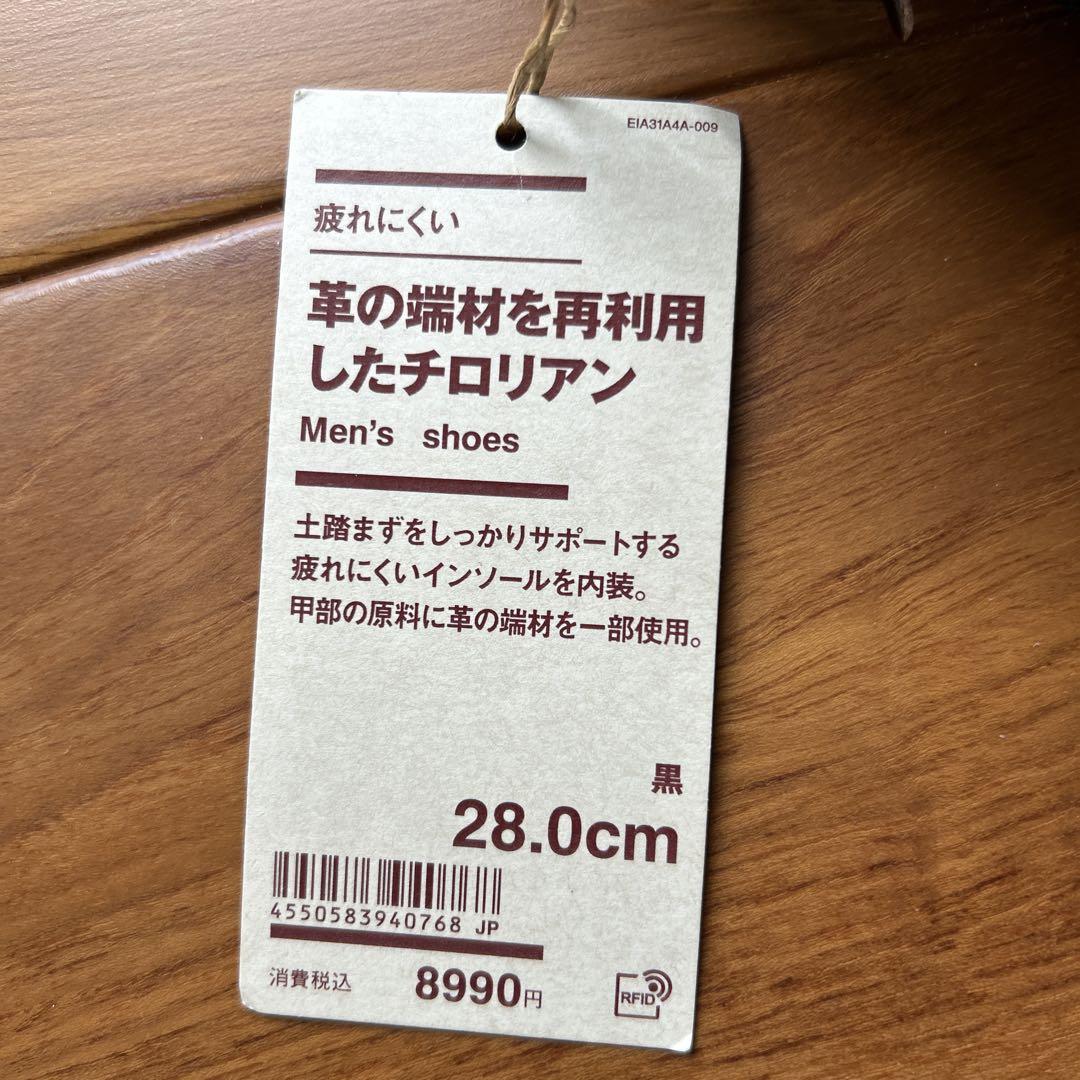 EIA31A4A-009
疲れにくい
革の端材を再利用
したチロリアン
Men's shoes
土踏まずをしっかりサポートする
疲れにくいインソールを内装。
甲部の原料に革の端材を一部使用。
黒
28.0cm
4550583940768 JP
消費税込 8990円
RFID